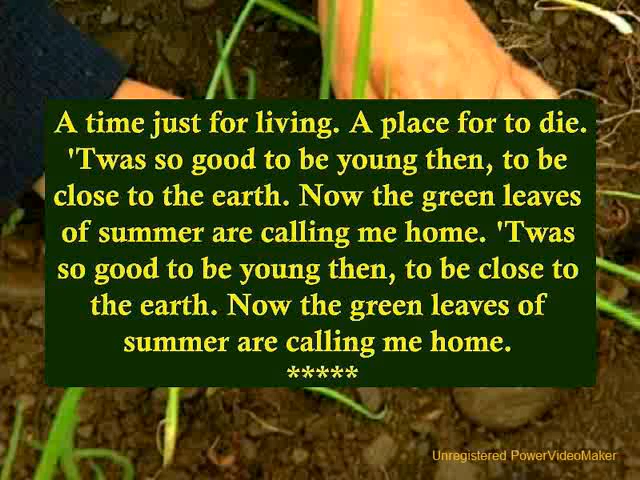 A time just for living. A place for to die.
'Twas so good to be young then, to be
close to the earth. Now the green leaves
of summer are calling me home. 'Twas
so good to be young then, to be close to
the earth. Now the green leaves of
summer are calling me home.
*****
Unregistered PowerVideoMaker